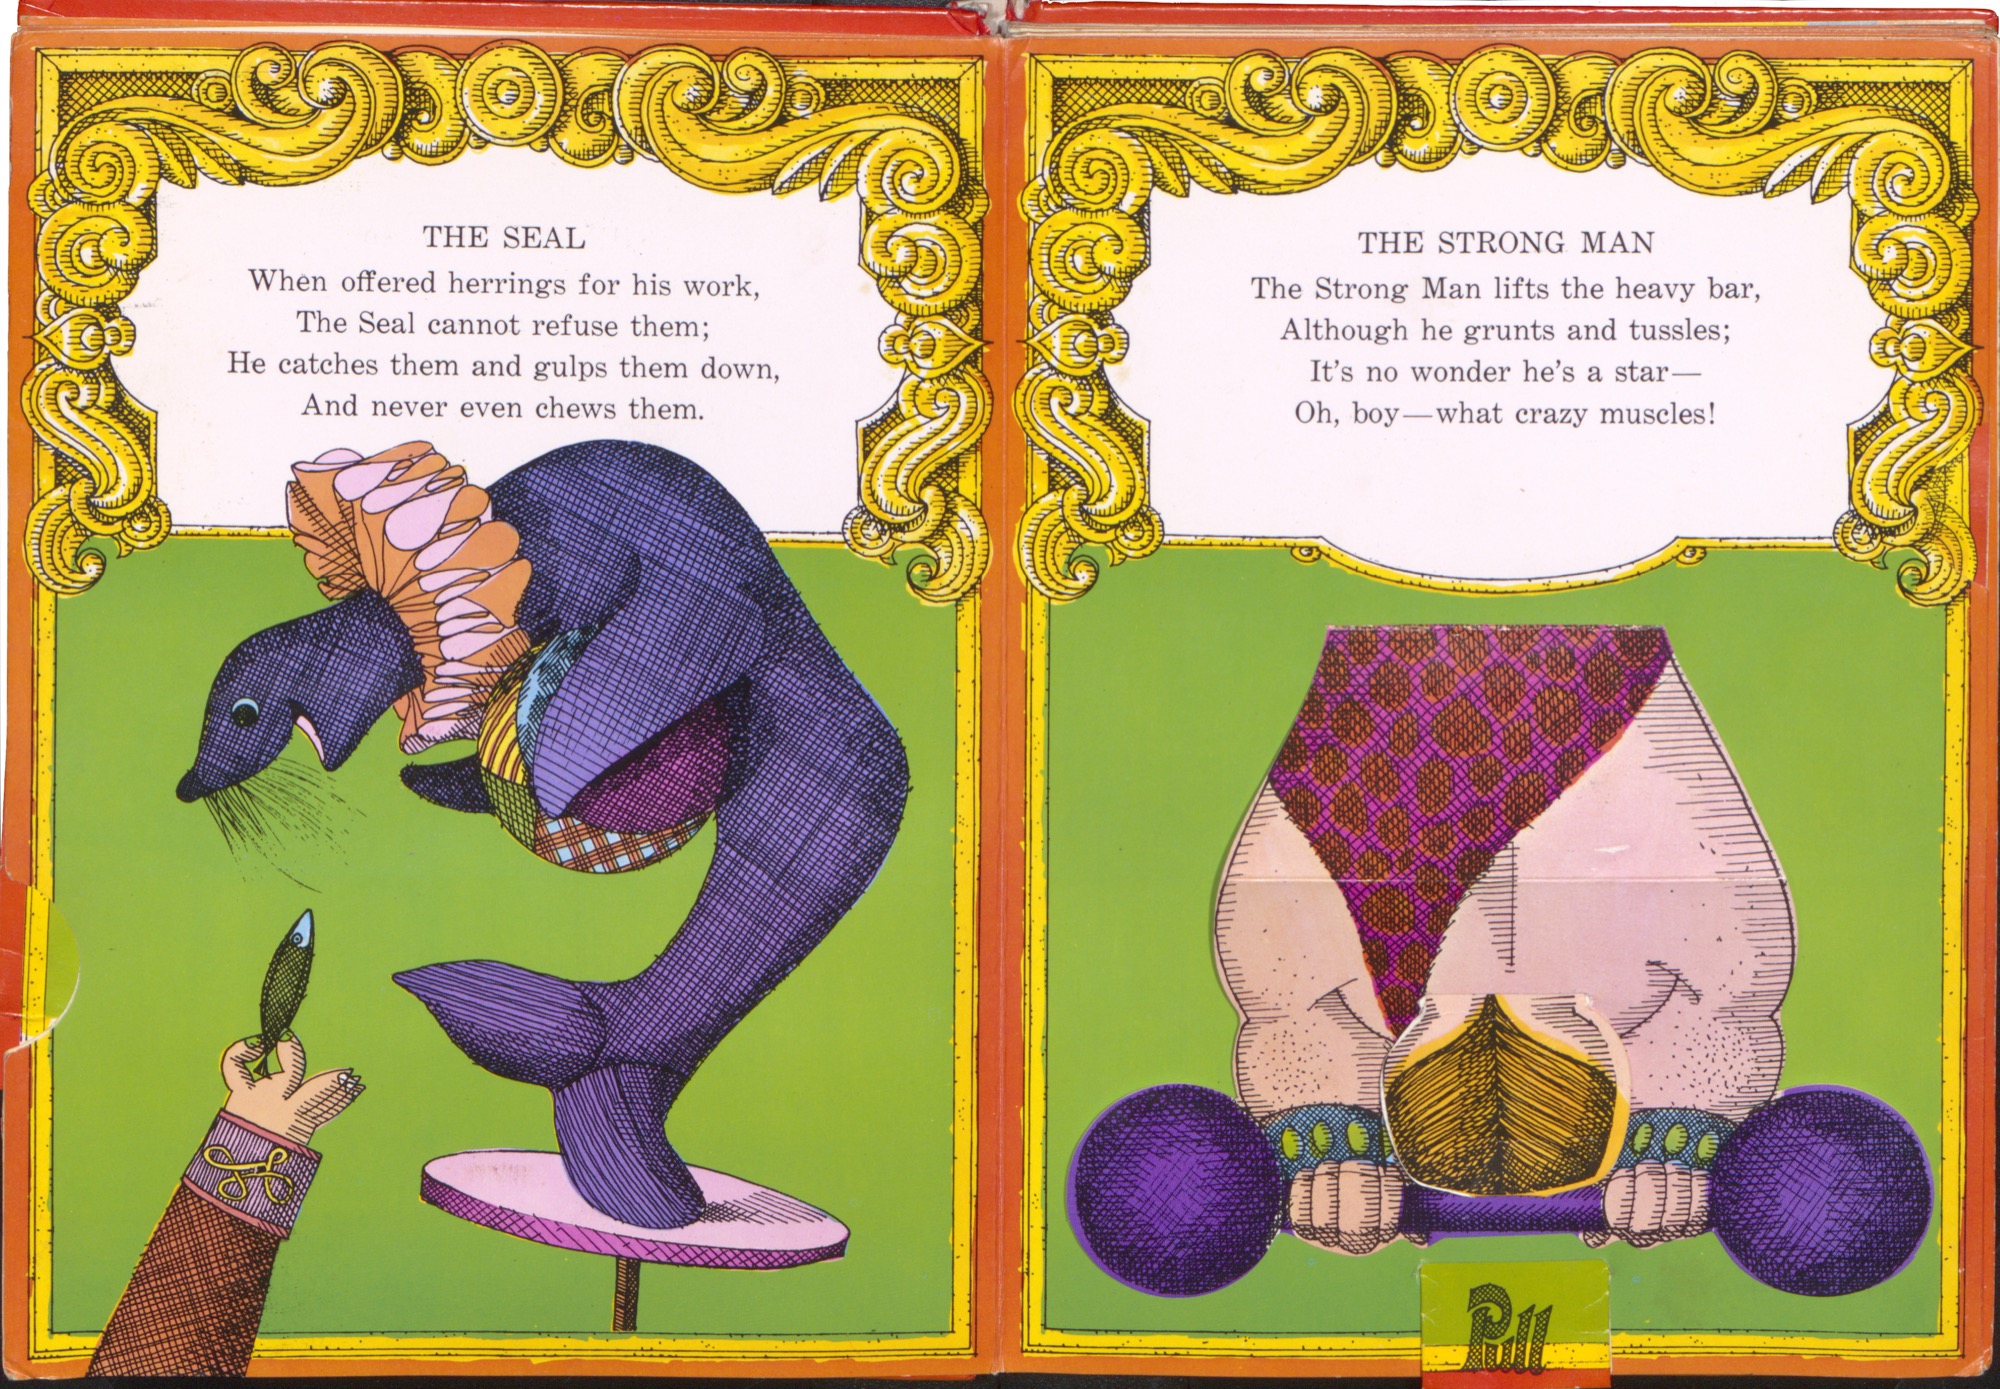 THE SEAL
When offered herrings for his work,
The Seal cannot refuse them;
He catches them and gulps them down,
And never even chews them.
THE STRONG MAN
The Strong Man lifts the heavy bar,
Although he grunts and tussles;
It's no wonder he's a star—
Oh, boy—what crazy muscles!
Pull